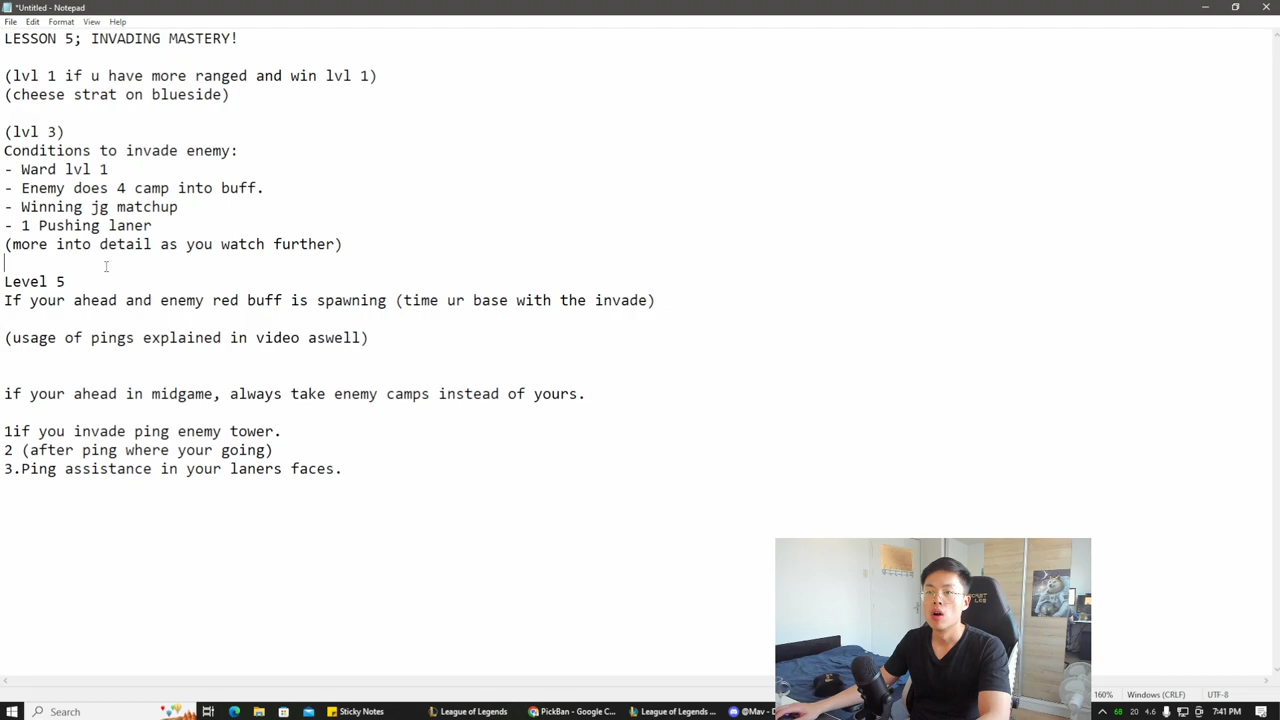 *Untitled - Notepad
File Edit Format View Help
LESSON 5; INVADING MASTERY!
(lvl 1 if u have more ranged and win lvl 1)
(cheese strat on blueside)
(lvl 3)
Conditions to invade enemy:
- Ward lvl 1
- Enemy does 4 camp into buff.
- Winning jg matchup
- 1 Pushing laner
(more into detail as you watch further)
Level 5
If your ahead and enemy red buff is spawning (time ur base with the invade)
(usage of pings explained in video aswell)
if your ahead in midgame, always take enemy camps instead of yours.
1if you invade ping enemy tower.
2 (after ping where your going)
3.Ping assistance in your laners faces.
160% Windows (CRLF) UTF-8
Search Sticky Notes League of Legends PickBan - Google C... League of Legends ... @Mav - D 68 20 4.6 7:41 PM